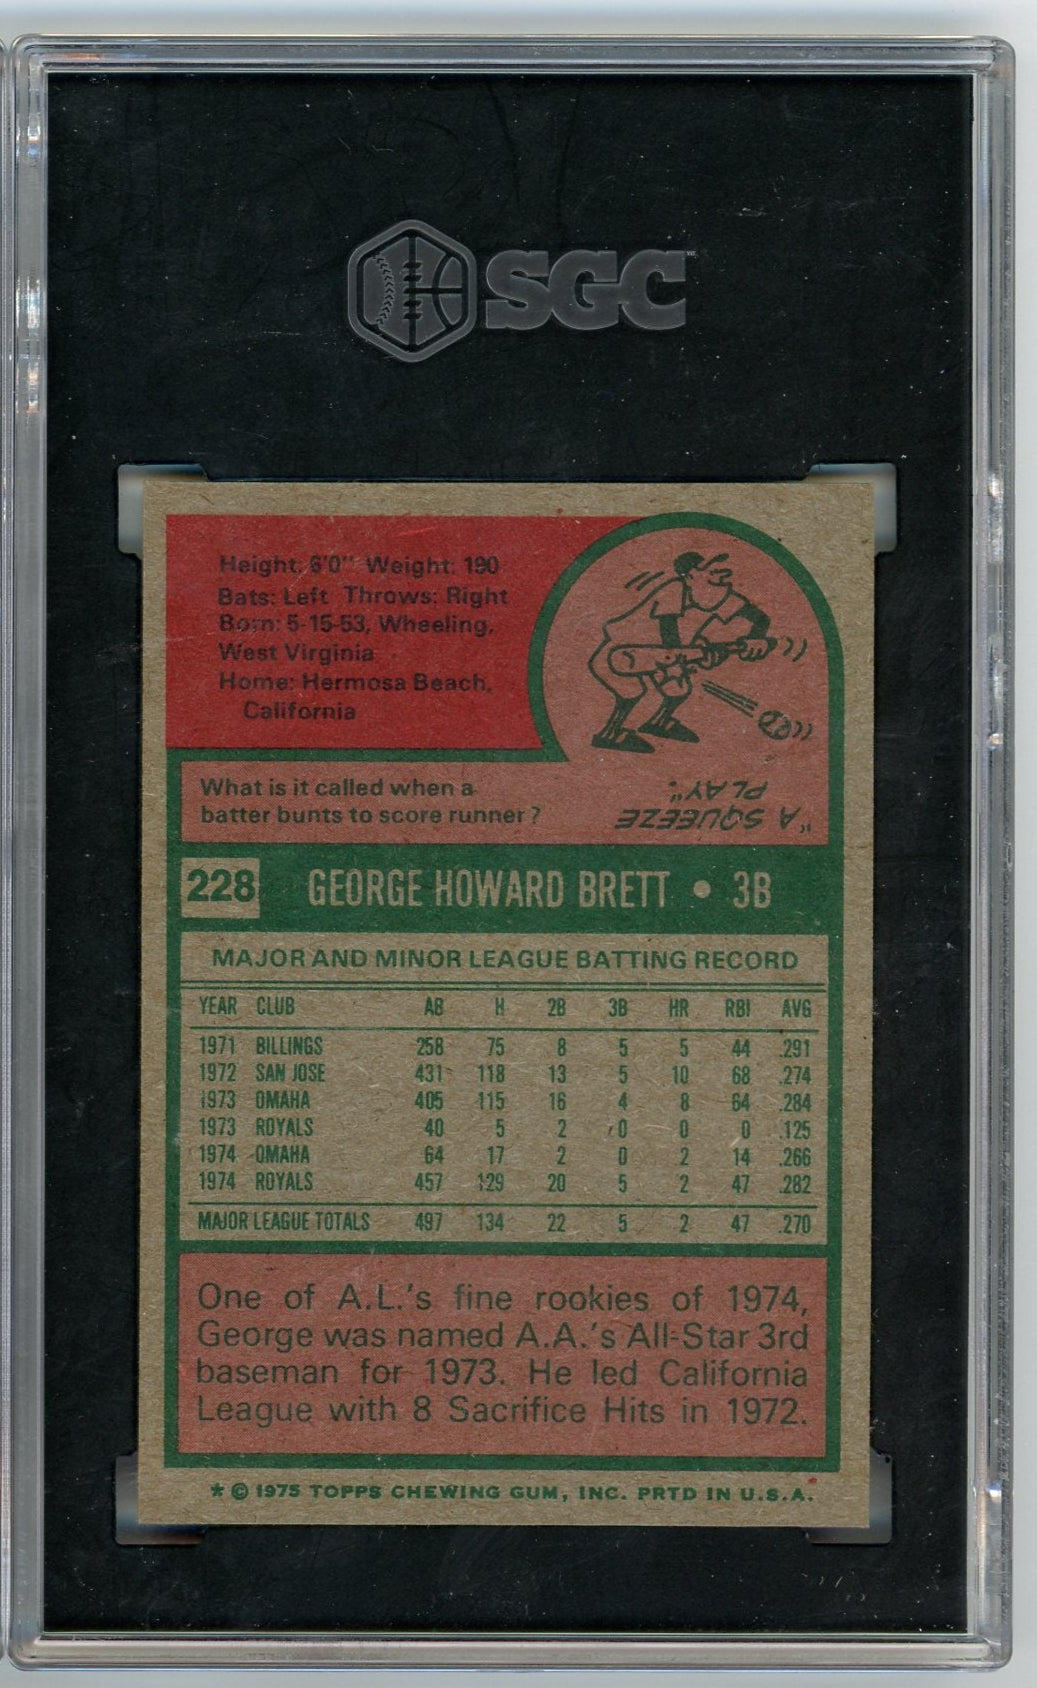 SGC
Height: 6'0" Weight: 190
Bats: Left Throws: Right
Born: 5-15-53, Wheeling,
West Virginia
Home: Hermosa Beach,
California
What is it called when a
batter bunts to score runner?
"A SQUEEZE
PLAY".
228 GEORGE HOWARD BRETT • 3B
MAJOR AND MINOR LEAGUE BATTING RECORD
YEAR CLUB AB H 2B 3B HR RBI AVG
1971 BILLINGS 258 75 8 5 5 44 .291
1972 SAN JOSE 431 118 13 5 10 68 .274
1973 OMAHA 405 115 16 4 8 64 .284
1973 ROYALS 40 5 2 0 0 0 .125
1974 OMAHA 64 17 2 0 2 14 .266
1974 ROYALS 457 129 20 5 2 47 .282
MAJOR LEAGUE TOTALS 497 134 22 5 2 47 .270
One of A.L.'s fine rookies of 1974,
George was named A.A.'s All-Star 3rd
baseman for 1973. He led California
League with 8 Sacrifice Hits in 1972.
* © 1975 TOPPS CHEWING GUM, INC. PRTD IN U.S.A.